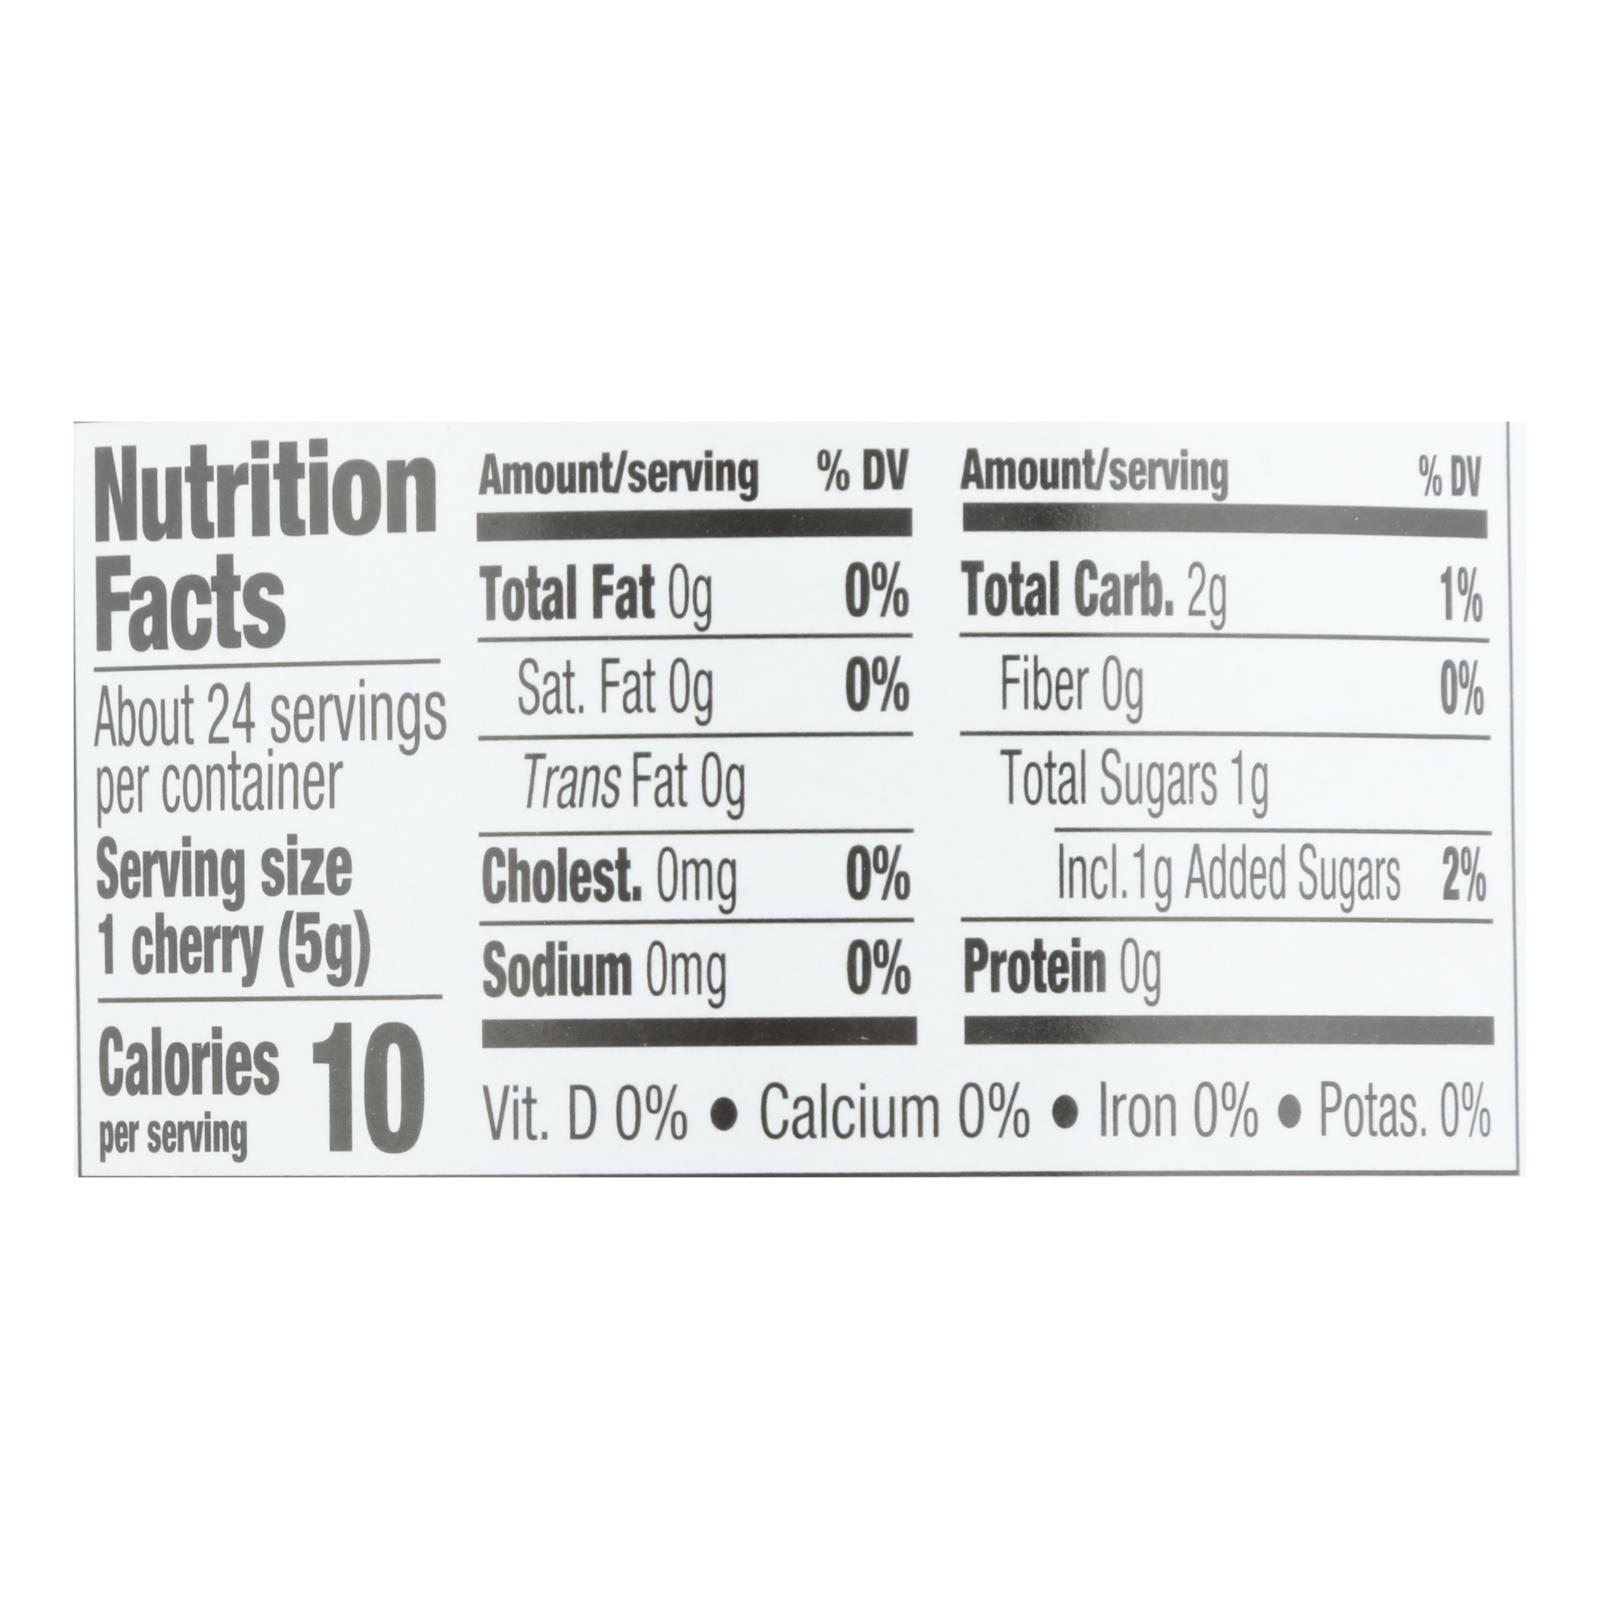 Nutrition
Facts
About 24 servings
per container
Serving size
1 cherry (5g)
Calories 10
per serving
Amount/serving % DV
Total Fat 0g 0%
Sat. Fat 0g 0%
Trans Fat 0g
Cholest. 0mg 0%
Sodium 0mg 0%
Amount/serving % DV
Total Carb. 2g 1%
Fiber 0g 0%
Total Sugars 1g
Incl.1g Added Sugars 2%
Protein 0g
Vit. D 0% ● Calcium 0% ● Iron 0% ● Potas. 0%